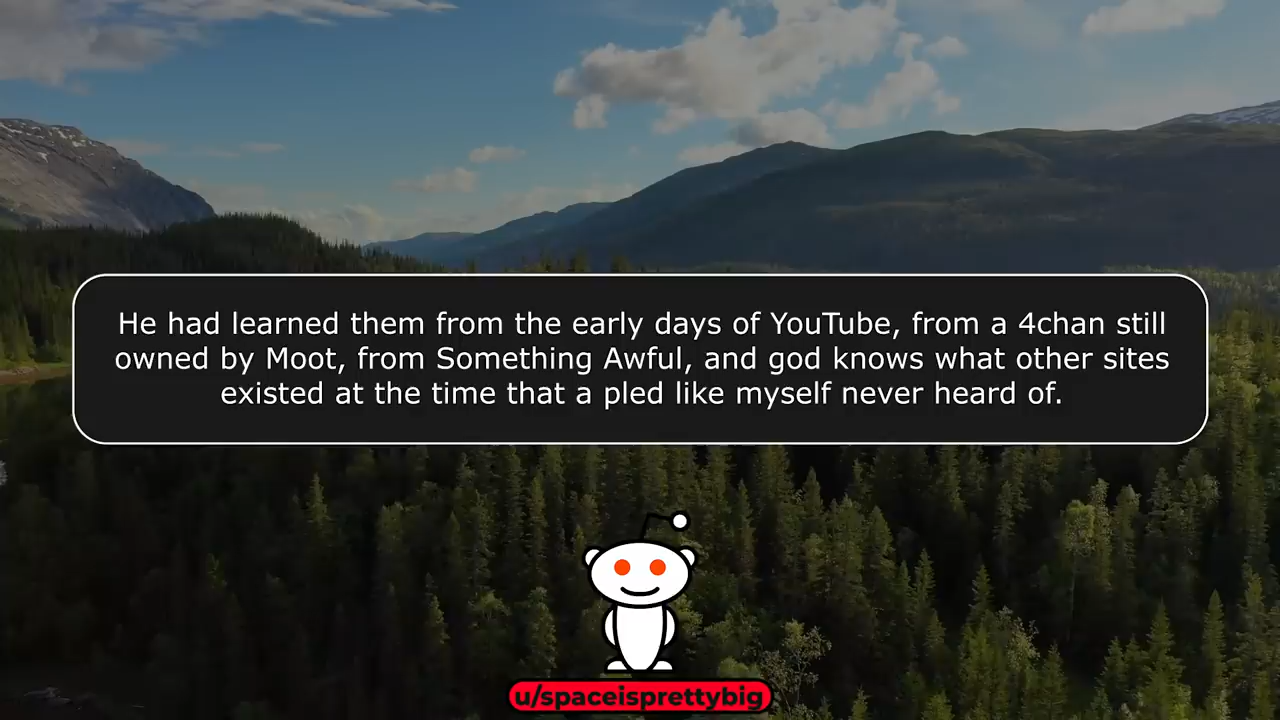 He had learned them from the early days of YouTube, from a 4chan still
owned by Moot, from Something Awful, and god knows what other sites
existed at the time that a pled like myself never heard of.
u/spaceisprettybig